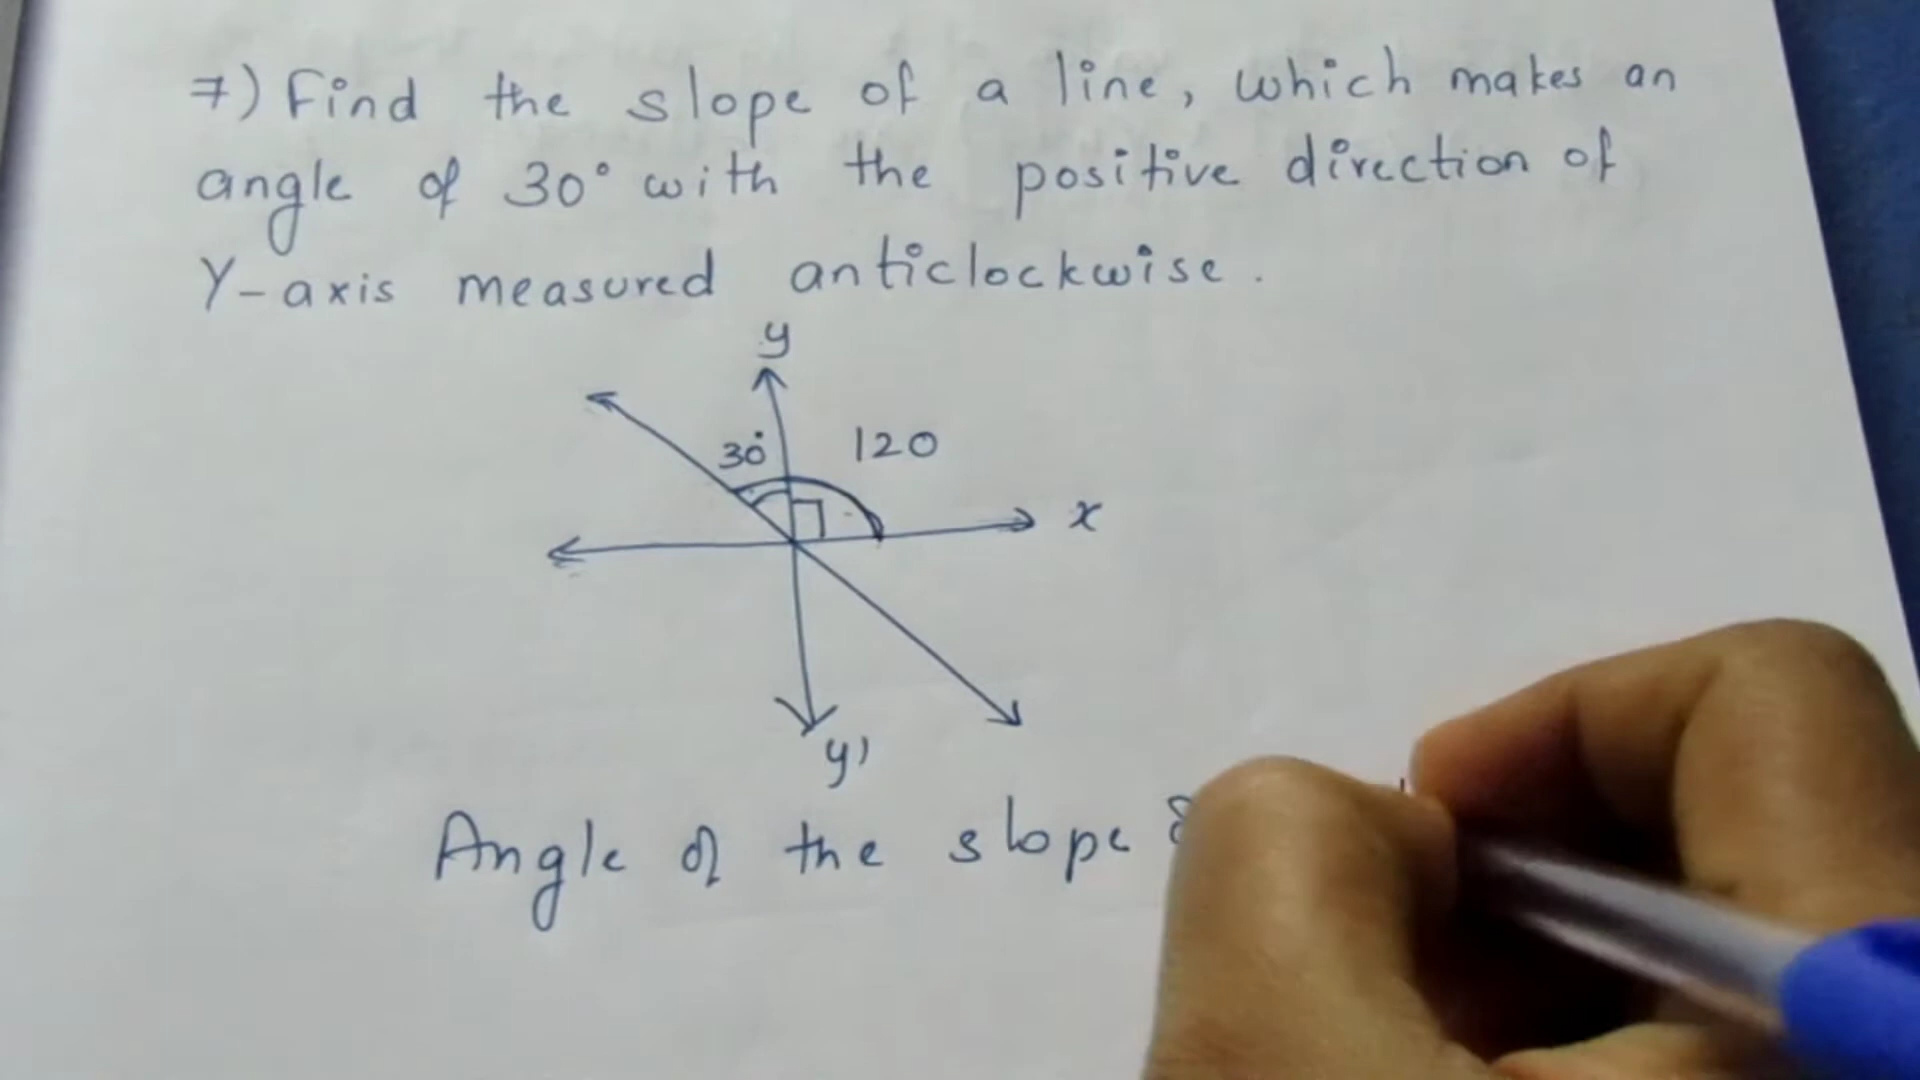 7) Find the slope of a line, which makes an
angle of 30° with the positive direction of
Y-axis measured anticlockwise.
y
30° 120
x
y'
Angle of the slope